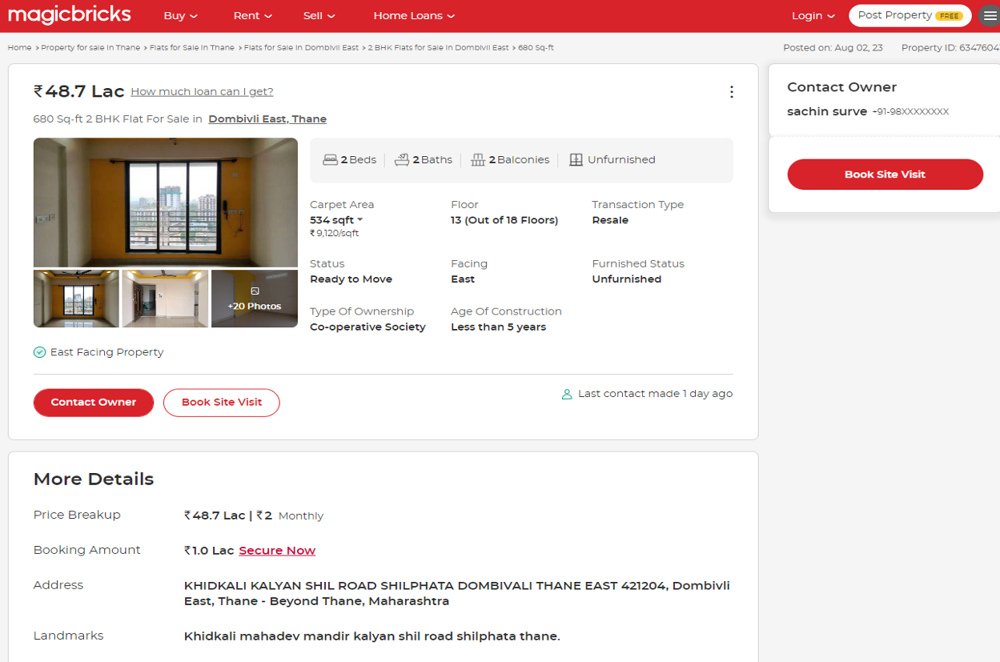 magicbricks
Buy
Rent
Sell
Home Loans
Login
Post Property FREE
Home > Property for sale in Thane > Flats for Sale in Thane > Flats for Sale in Dombivli East > 2 BHK Flats for Sale in Dombivli East > 680 Sq-ft
Posted on: Aug 02, 23 Property ID: 6347604
₹48.7 Lac How much loan can I get?
680 Sq-ft 2 BHK Flat For Sale in Dombivli East, Thane
2 Beds
2 Baths
2 Balconies
Unfurnished
Carpet Area
534 sqft
₹9,120/sqft
Floor
13 (Out of 18 Floors)
Transaction Type
Resale
Status
Ready to Move
Facing
East
Furnished Status
Unfurnished
Type Of Ownership
Co-operative Society
Age Of Construction
Less than 5 years
+20 Photos
East Facing Property
Contact Owner
Book Site Visit
Last contact made 1 day ago
Contact Owner
sachin surve +91-98XXXXXXXX
Book Site Visit
More Details
Price Breakup
₹48.7 Lac | ₹2 Monthly
Booking Amount
₹1.0 Lac Secure Now
Address
KHIDKALI KALYAN SHIL ROAD SHILPHATA DOMBIVALI THANE EAST 421204, Dombivli
East, Thane - Beyond Thane, Maharashtra
Landmarks
Khidkali mahadev mandir kalyan shil road shilphata thane.